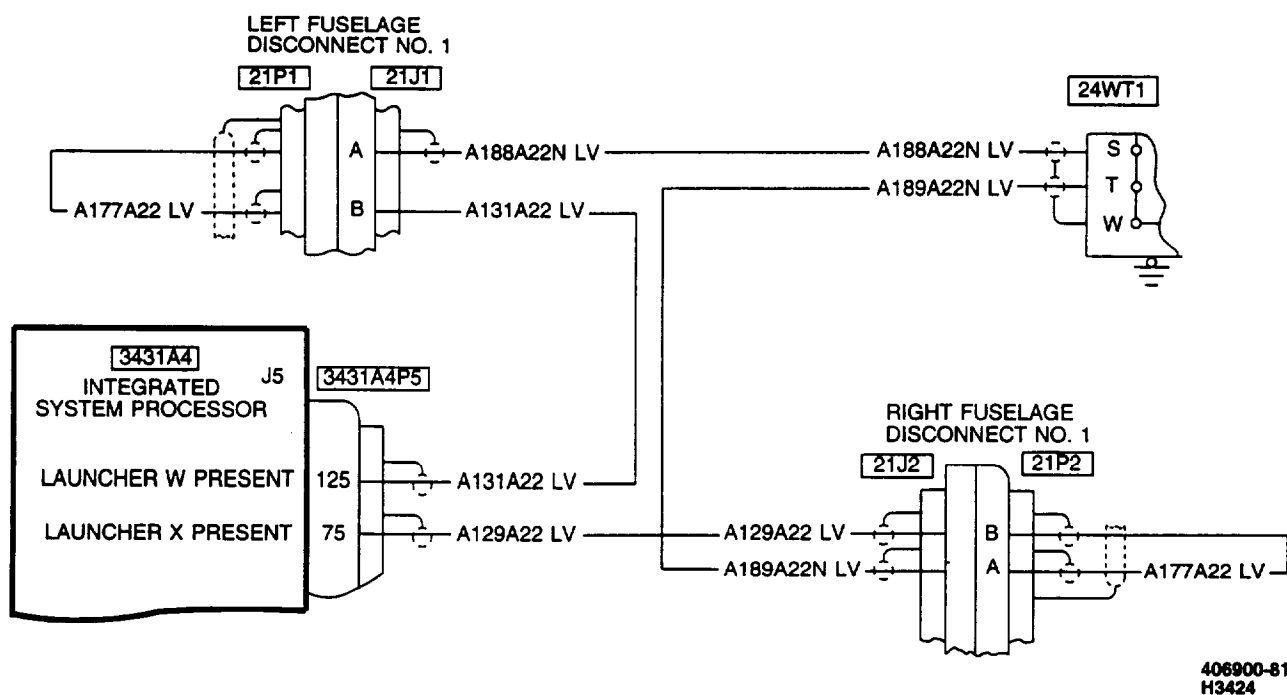 LEFT FUSELAGE
DISCONNECT NO. 1
21P1
21J1
24WT1
A
A188A22N LV
A188A22N LV
S
A189A22N LV
T
A177A22 LV
B
A131A22 LV
W
3431A4
J5
3431A4P5
INTEGRATED
SYSTEM PROCESSOR
RIGHT FUSELAGE
DISCONNECT NO. 1
21J2
21P2
LAUNCHER W PRESENT
125
A131A22 LV
LAUNCHER X PRESENT
75
A129A22 LV
A129A22 LV
B
A189A22N LV
A
A177A22 LV
406900-81
H3424